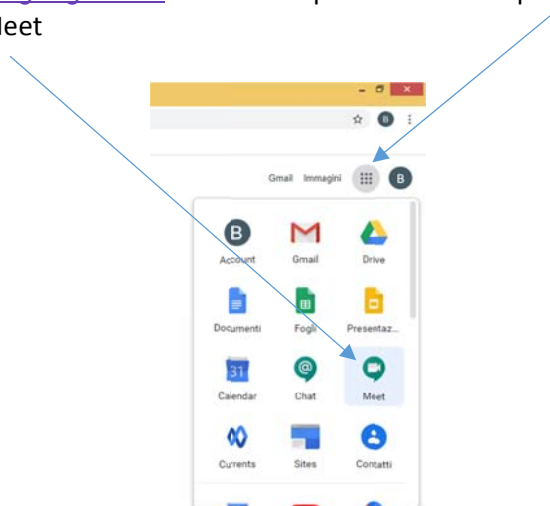 Meet
Gmail Immagini B
B
Account Gmail Drive
Documenti Fogli Presentaz...
31
Calendar Chat Meet
Currents Sites Contatti